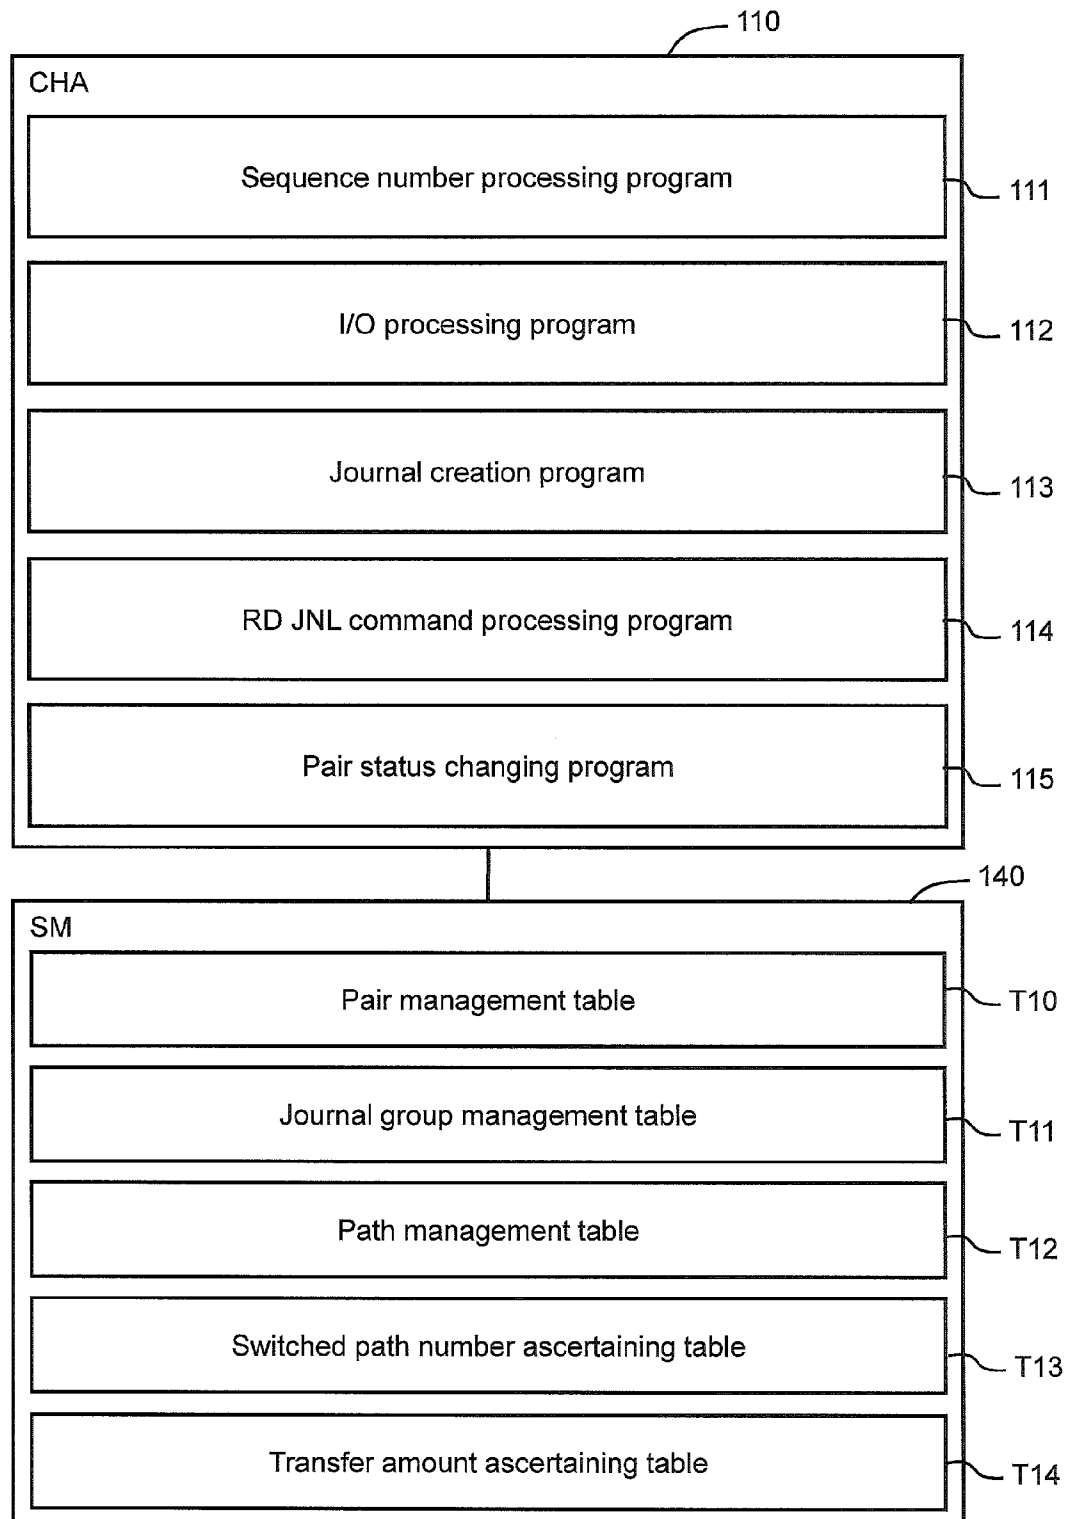 110
CHA
Sequence number processing program
111
I/O processing program
112
Journal creation program
113
RD JNL command processing program
114
Pair status changing program
115
140
SM
Pair management table
T10
Journal group management table
T11
Path management table
T12
Switched path number ascertaining table
T13
Transfer amount ascertaining table
T14